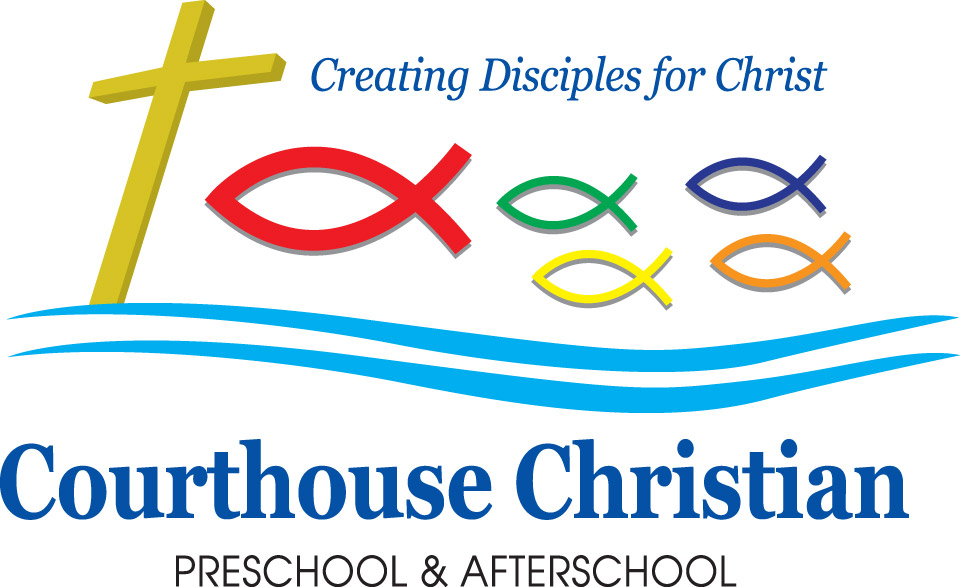 Creating Disciples for Christ
Courthouse Christian
PRESCHOOL & AFTERSCHOOL